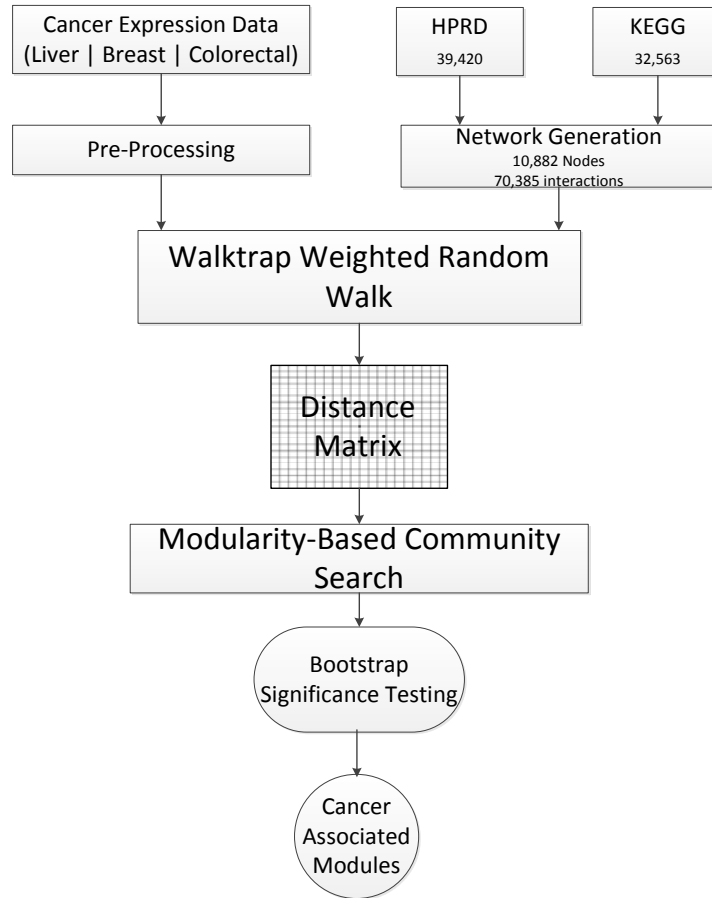 Cancer Expression Data
(Liver | Breast | Colorectal)
HPRD
39,420
KEGG
32,563
Pre-Processing
Network Generation
10,882 Nodes
70,385 interactions
Walktrap Weighted Random
Walk
Distance
Matrix
Modularity-Based Community
Search
Bootstrap
Significance Testing
Cancer
Associated
Modules